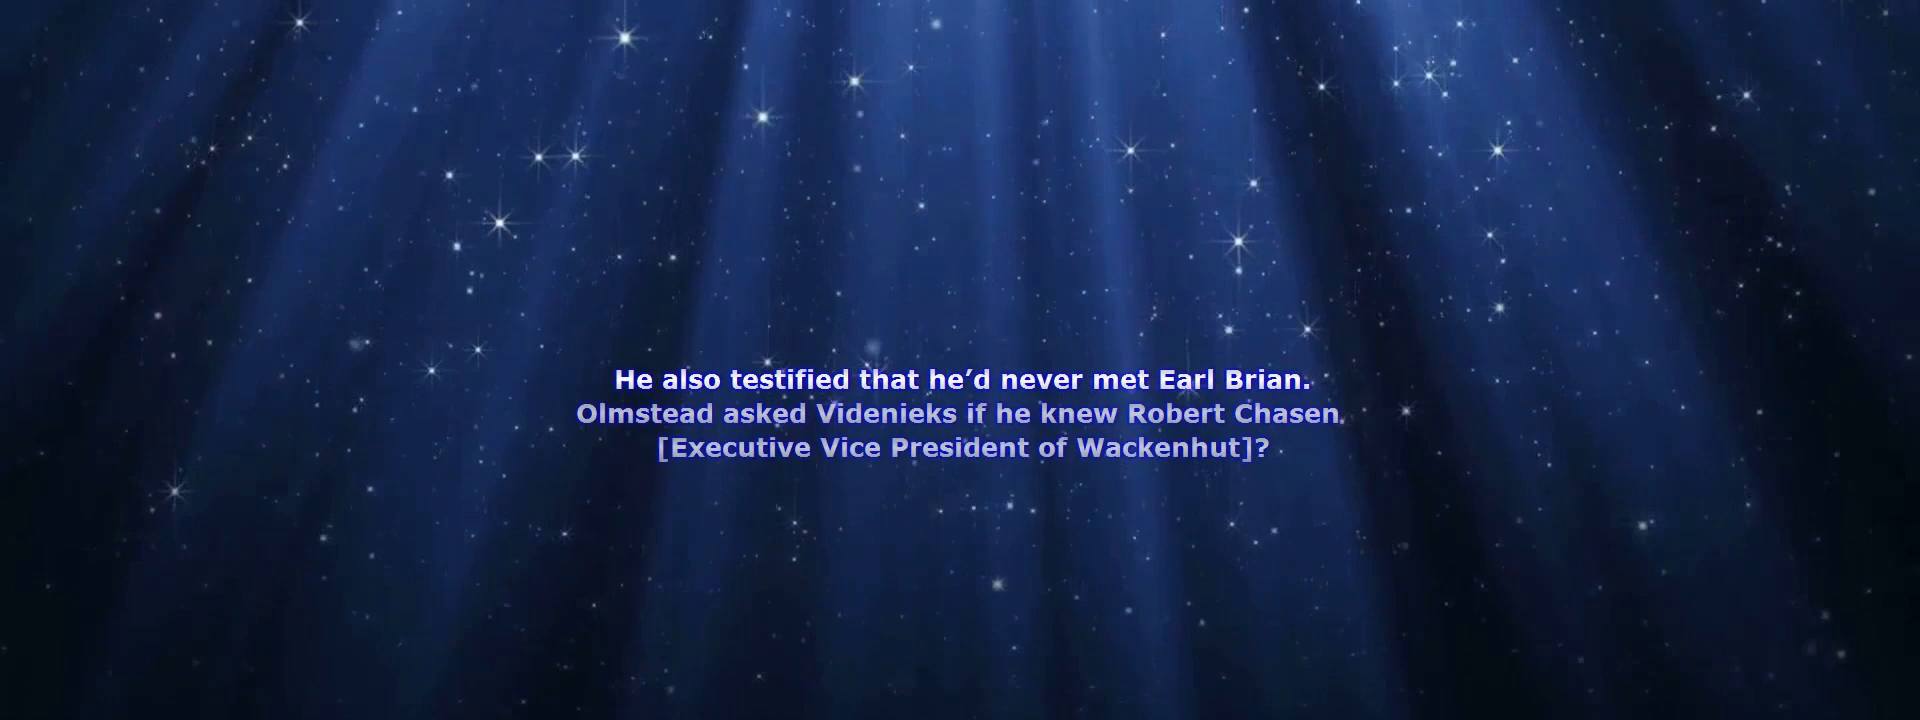 He also testified that he’d never met Earl Brian.
Olmstead asked Videnieks if he knew Robert Chasen,
[Executive Vice President of Wackenhut]?